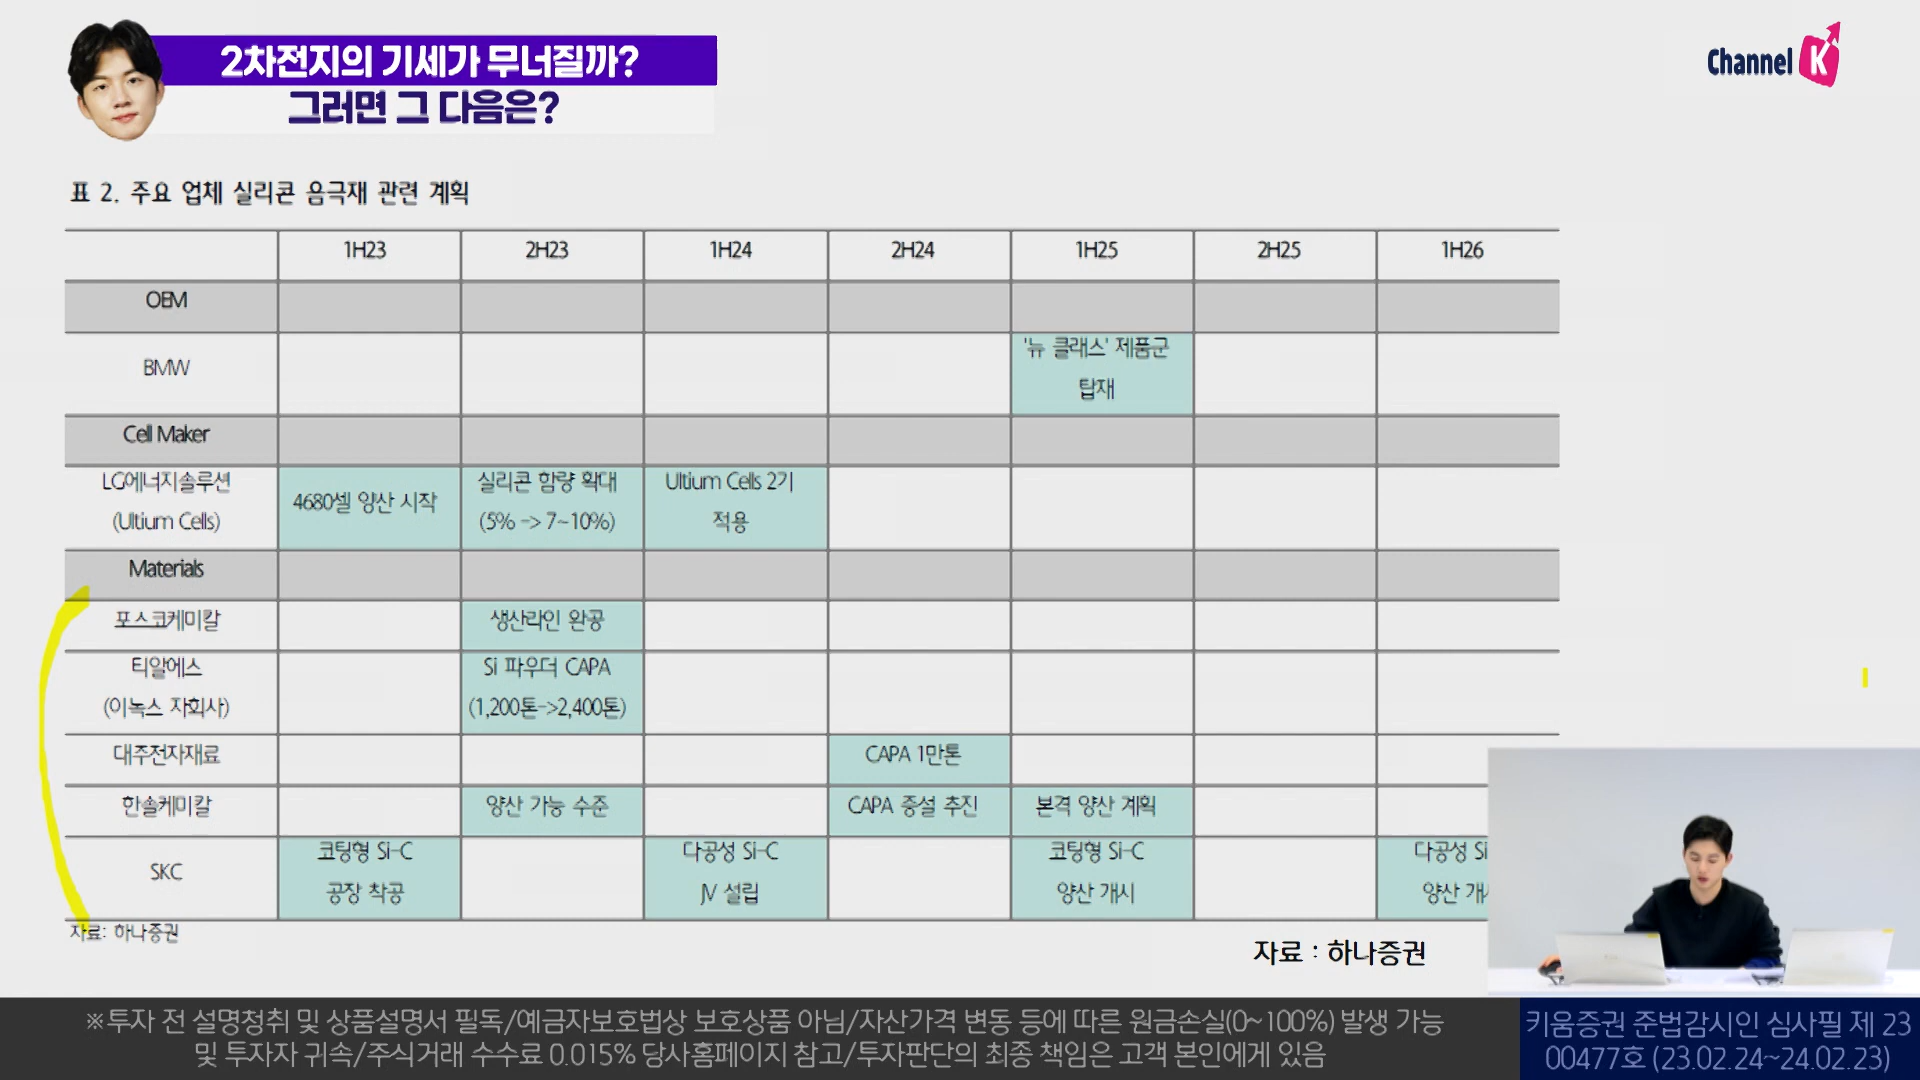 2차전지의 기세가 무너질까?
그러면 그 다음은?
Channel K
표 2. 주요 업체 실리콘 음극재 관련 계획
1H23 2H23 1H24 2H24 1H25 2H25 1H26
OEM
BMW
'뉴 클래스' 제품군
탑재
Cell Maker
LG에너지솔루션
(Ultium Cells)
4680셀 양산 시작
실리콘 함량 확대
(5% -> 7~10%)
Ultium Cells 2기
적용
Materials
포스코케미칼
생산라인 완공
티알에스
(이녹스 자회사)
Si 파우더 CAPA
(1,200톤->2,400톤)
대주전자재료
CAPA 1만톤
한솔케미칼
양산 가능 수준
CAPA 증설 추진
본격 양산 계획
SKC
코팅형 Si-C
공장 착공
다공성 Si-C
JV 설립
코팅형 Si-C
양산 개시
다공성 Si
양산
자료: 하나증권
자료 : 하나증권
※투자 전 설명청취 및 상품설명서 필독/예금자보호법상 보호상품 아님/자산가격 변동 등에 따른 원금손실(0~100%) 발생 가능
및 투자자 귀속/주식거래 수수료 0.015% 당사홈페이지 참고/투자판단의 최종 책임은 고객 본인에게 있음
키움증권 준법감시인 심사필 제 23
00477호 (23.02.24~24.02.23)